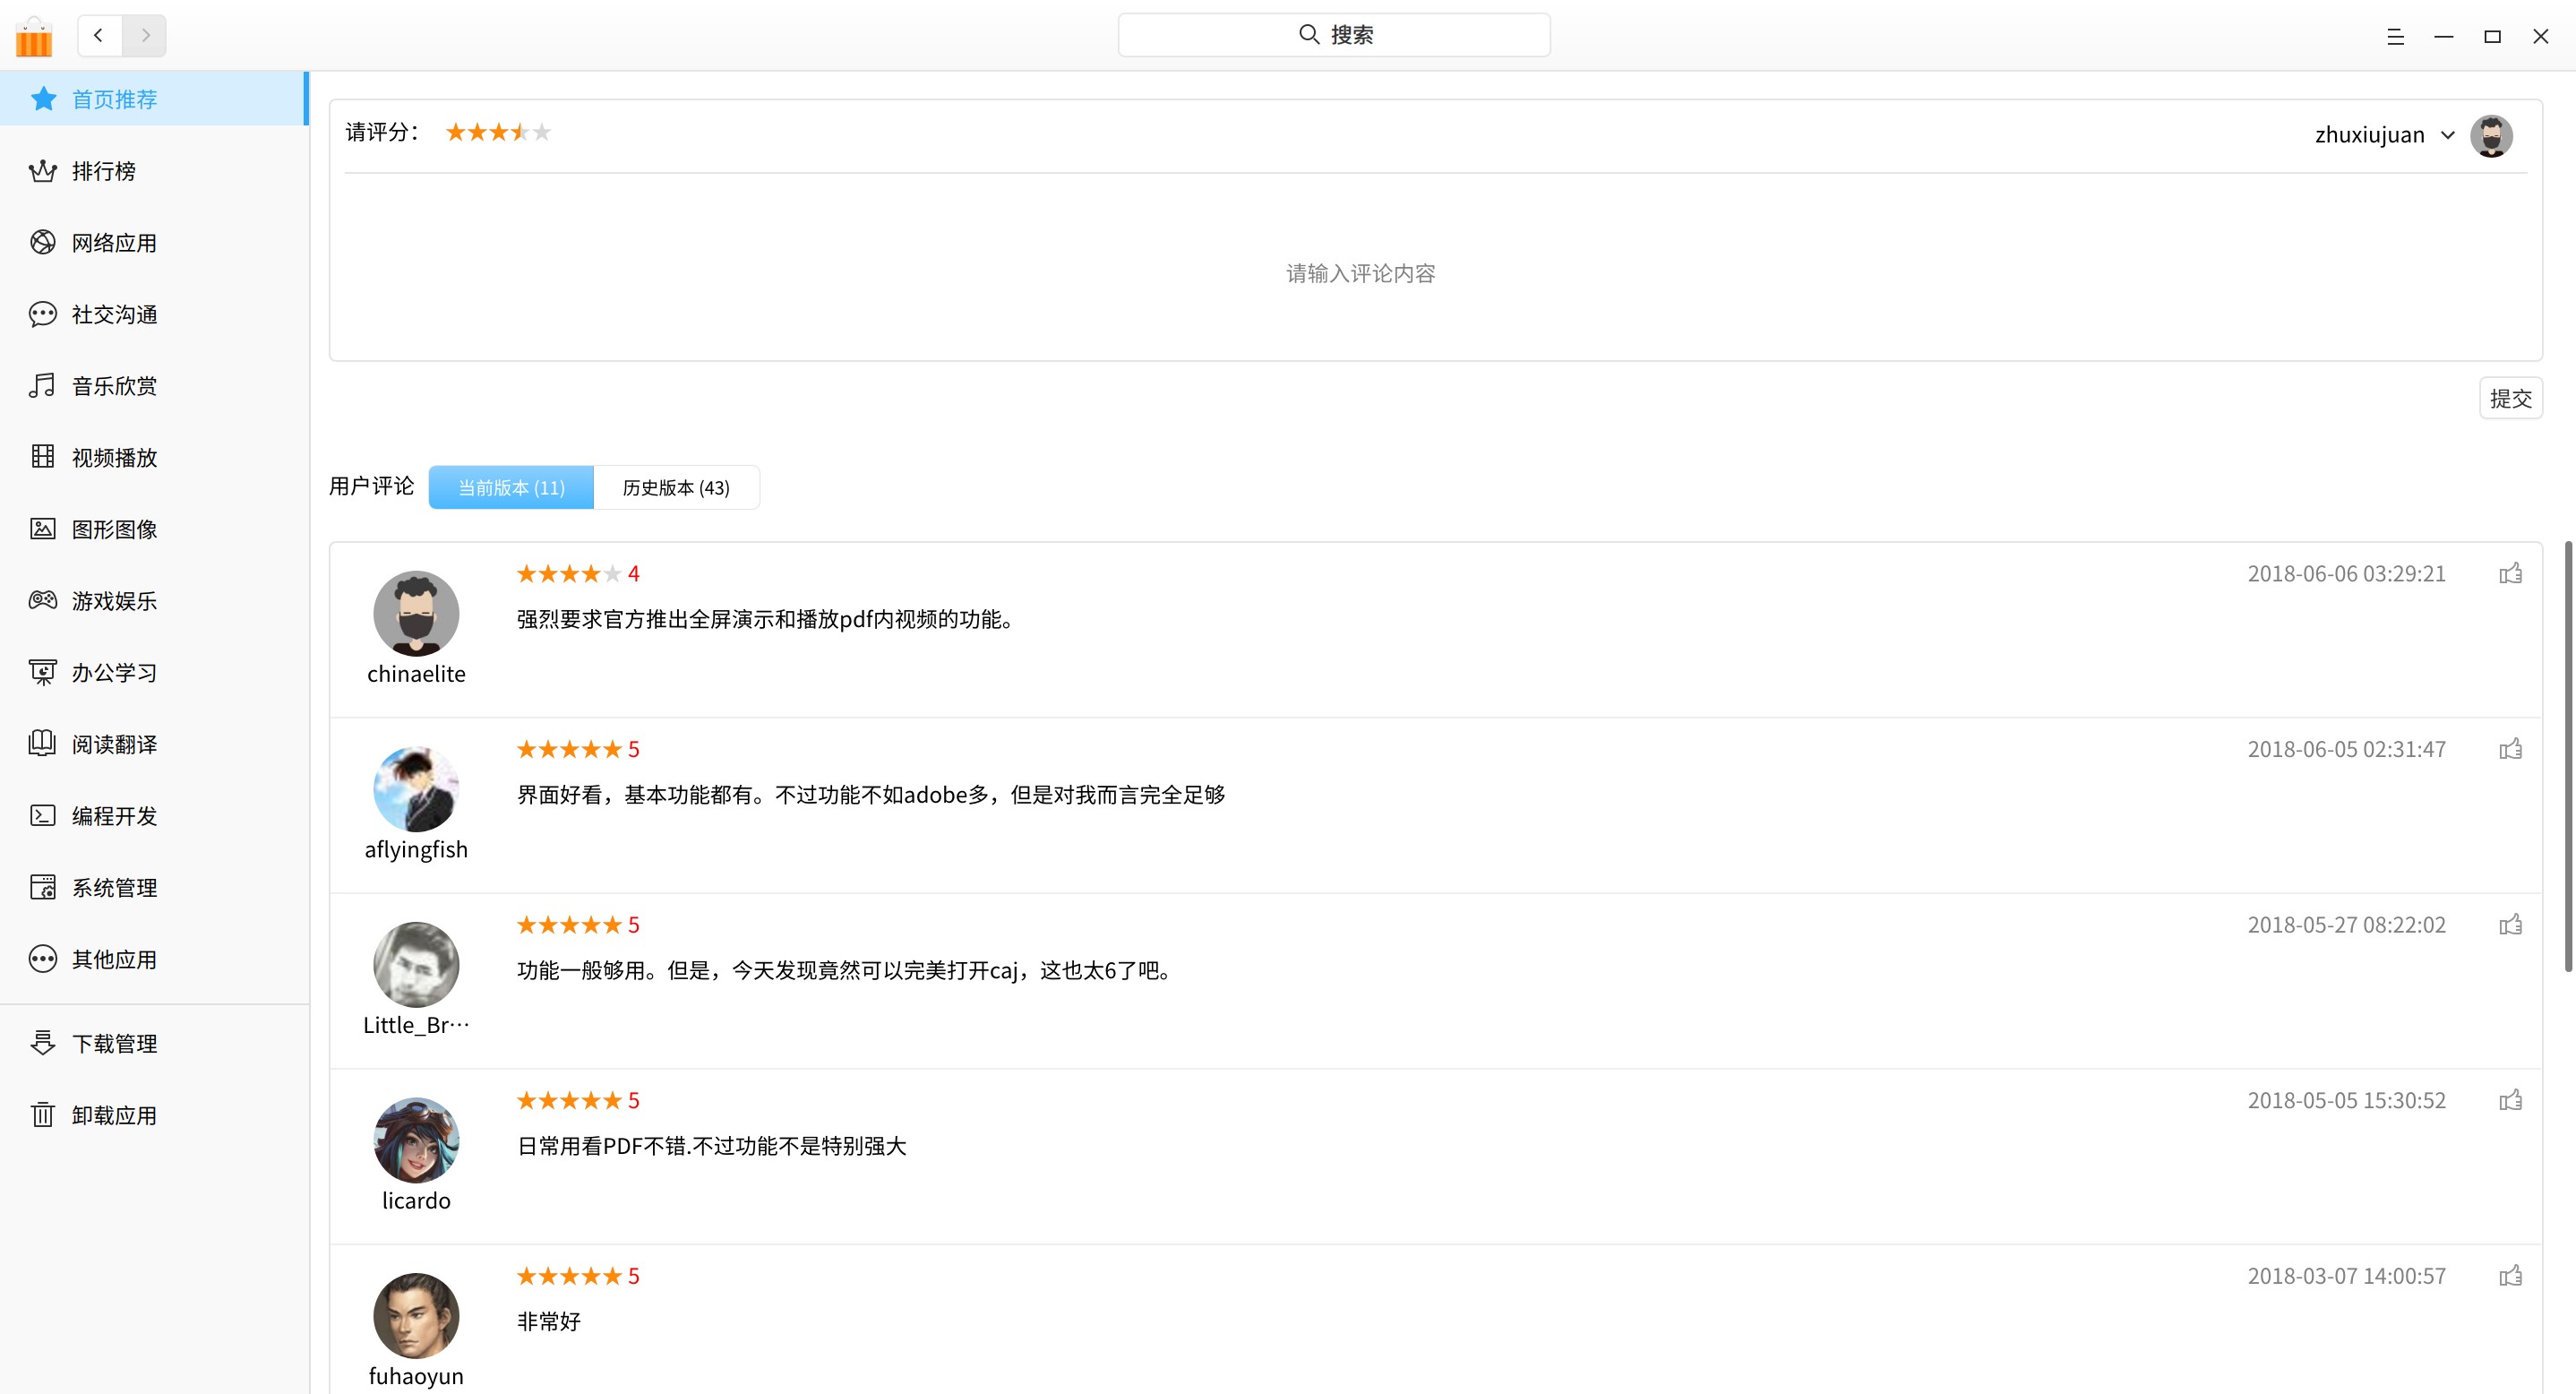 搜索
首页推荐
排行榜
网络应用
社交沟通
音乐欣赏
视频播放
图形图像
游戏娱乐
办公学习
阅读翻译
编程开发
系统管理
其他应用
下载管理
卸载应用
请评分：
zhuxiujuan
请输入评论内容
提交
用户评论 当前版本 (11) 历史版本 (43)
4 2018-06-06 03:29:21
强烈要求官方推出全屏演示和播放pdf内视频的功能。
chinaelite
5 2018-06-05 02:31:47
界面好看，基本功能都有。不过功能不如adobe多，但是对我而言完全足够
aflyingfish
5 2018-05-27 08:22:02
功能一般够用。但是，今天发现竟然可以完美打开caj，这也太6了吧。
Little_Br…
5 2018-05-05 15:30:52
日常用看PDF不错.不过功能不是特别强大
licardo
5 2018-03-07 14:00:57
非常好
fuhaoyun